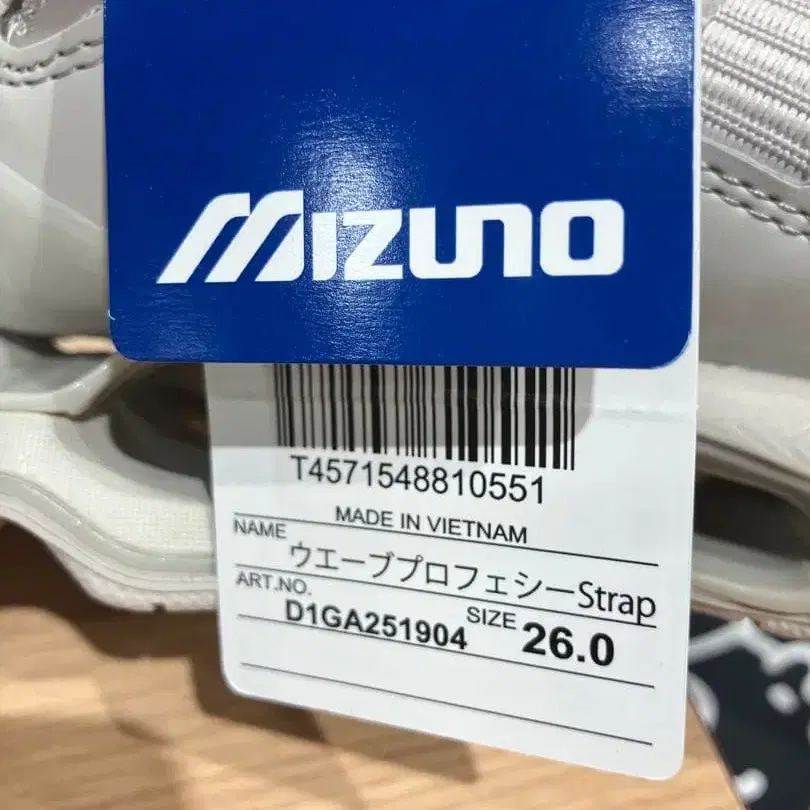 MIZUNO
T4571548810551
MADE IN VIETNAM
NAME ウエーブプロフェシーStrap
ART.NO. D1GA251904 SIZE 26.0